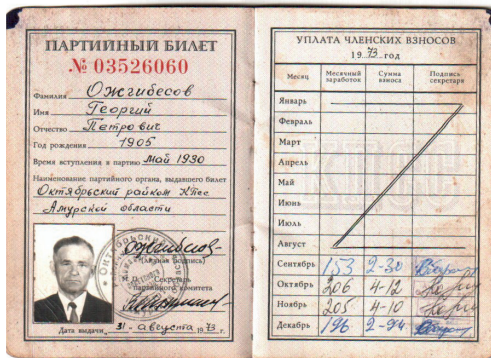 ПАРТИЙНЫЙ БИЛЕТ
№ 03526060
Фамилия Ожгибесов
Имя Георгий
Отчество Петрович
Год рождения 1905
Время вступления в партию Май 1930
Наименование партийного органа, выдавшего билет
Октябрьский райком КПСС
Амурской области
(личная подпись)
Секретарь
партийного комитета
Дата выдачи 31 августа 1973 г.
УПЛАТА ЧЛЕНСКИХ ВЗНОСОВ
1973 год
Месяц Месячный заработок Сумма взноса Подпись секретаря
Январь
Февраль
Март
Апрель
Май
Июнь
Июль
Август
Сентябрь 153 2-30
Октябрь 206 4-12
Ноябрь 205 4-10
Декабрь 196 2-94